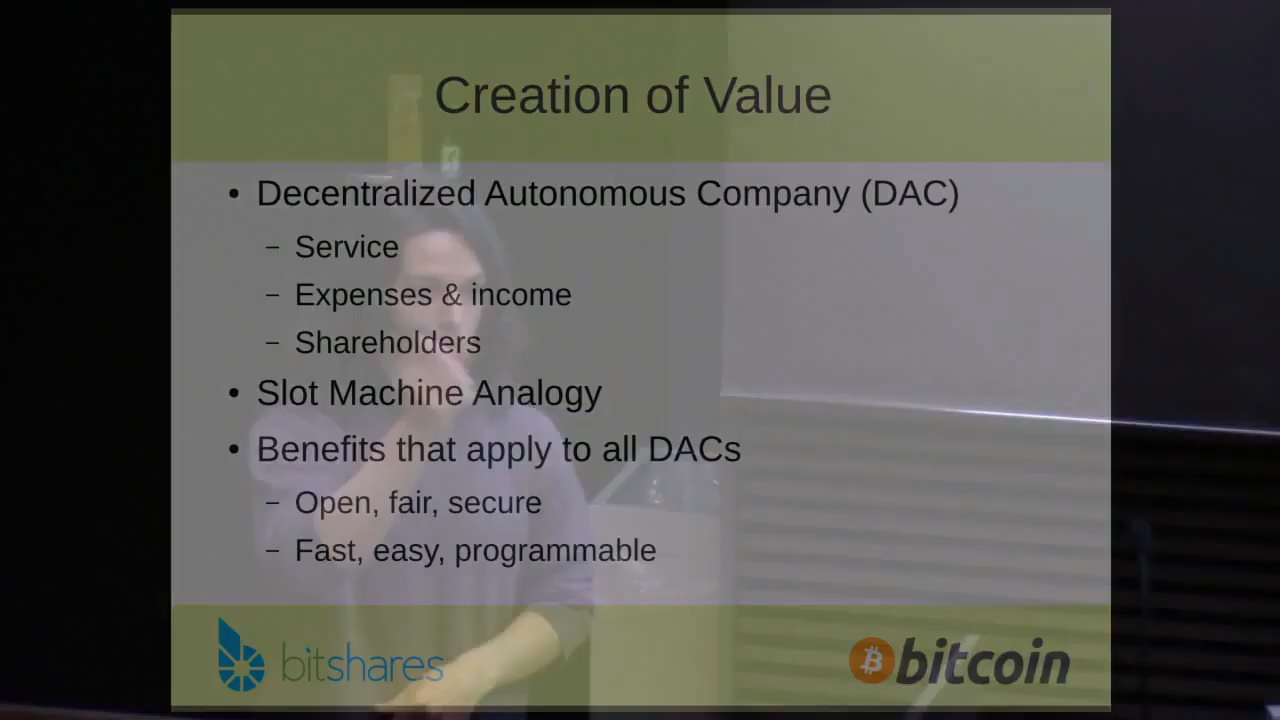 Creation of Value
• Decentralized Autonomous Company (DAC)
– Service
– Expenses & income
– Shareholders
• Slot Machine Analogy
• Benefits that apply to all DACs
– Open, fair, secure
– Fast, easy, programmable
bitshares
bitcoin